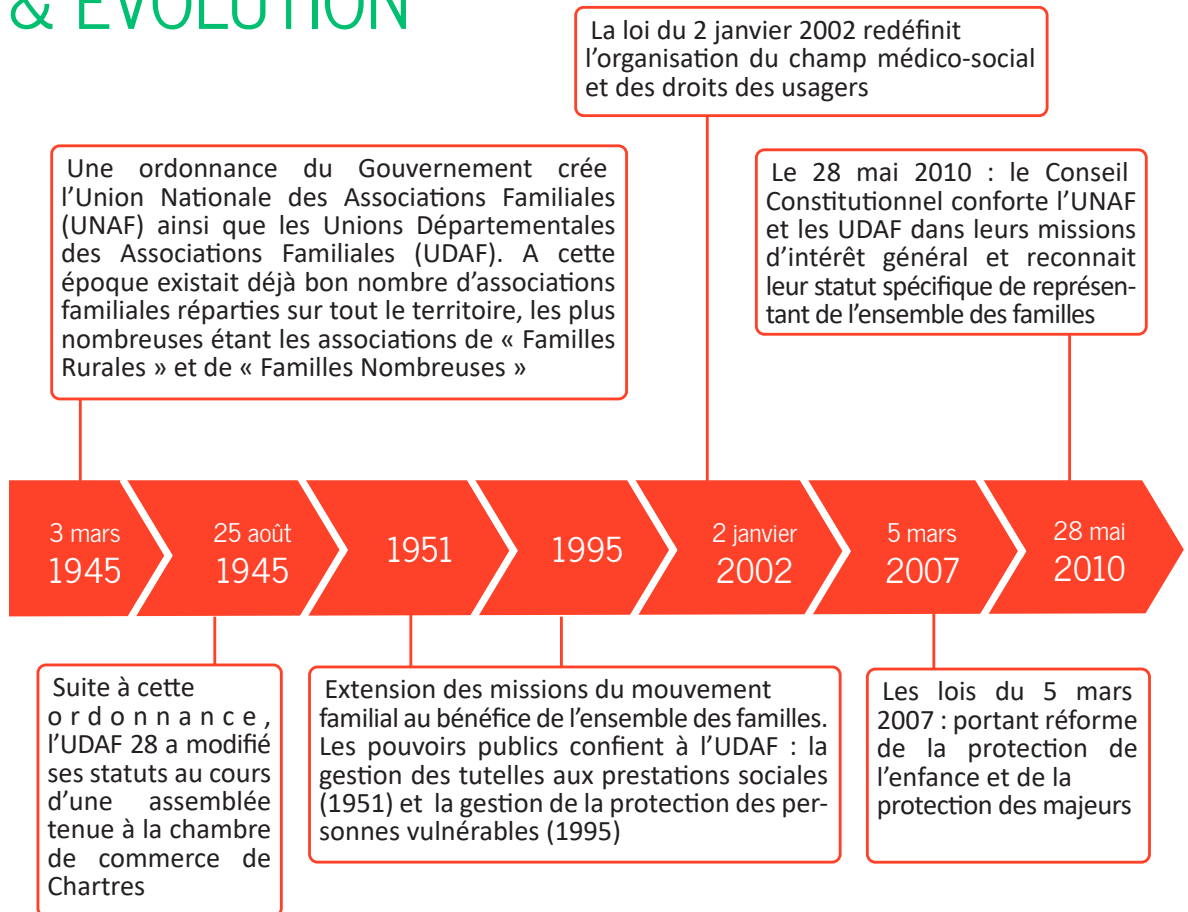 & ÉVOLUTION
La loi du 2 janvier 2002 redéfinit
l'organisation du champ médico-social
et des droits des usagers
Une ordonnance du Gouvernement crée
l'Union Nationale des Associations Familiales
(UNAF) ainsi que les Unions Départementales
des Associations Familiales (UDAF). A cette
époque existait déjà bon nombre d'associations
familiales réparties sur tout le territoire, les plus
nombreuses étant les associations de « Familles
Rurales » et de « Familles Nombreuses »
Le 28 mai 2010 : le Conseil
Constitutionnel conforte l'UNAF
et les UDAF dans leurs missions
d'intérêt général et reconnait
leur statut spécifique de représen-
tant de l'ensemble des familles
3 mars
1945
25 août
1945
1951
1995
2 janvier
2002
5 mars
2007
28 mai
2010
Suite à cette
ordonnance,
l'UDAF 28 a modifié
ses statuts au cours
d'une assemblée
tenue à la chambre
de commerce de
Chartres
Extension des missions du mouvement
familial au bénéfice de l'ensemble des familles.
Les pouvoirs publics confient à l'UDAF : la
gestion des tutelles aux prestations sociales
(1951) et la gestion de la protection des per-
sonnes vulnérables (1995)
Les lois du 5 mars
2007 : portant réforme
de la protection de
l'enfance et de la
protection des majeurs